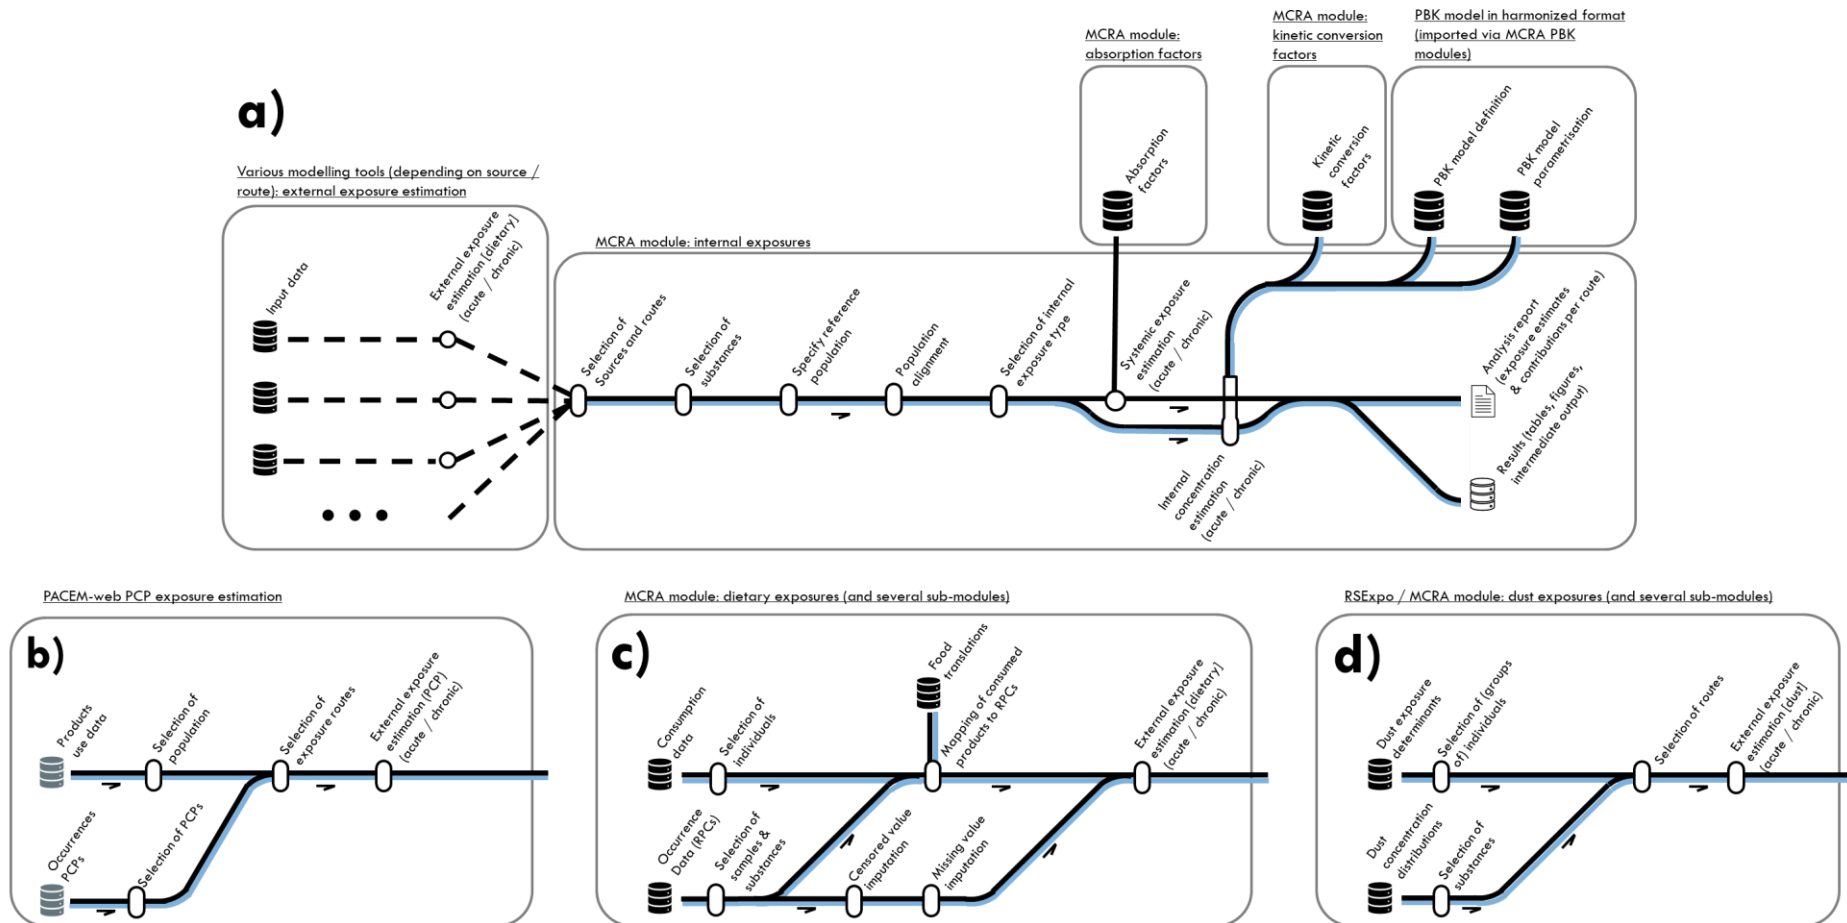 a)
Various modelling tools (depending on source /
route): external exposure estimation
Input data
External exposure
estimation [dietary]
(acute / chronic)
MCRA module: internal exposures
Selection of
Sources and routes
Selection of
substances
Specify reference
population
Population
alignment
Selection of internal
exposure type
Systemic exposure
estimation
(acute / chronic)
Internal
concentration
estimation
(acute / chronic)
MCRA module:
absorption factors
Absorption
factors
MCRA module:
kinetic conversion
factors
Kinetic
conversion
factors
PBK model in harmonized format
(imported via MCRA PBK
modules)
PBK model definition
PBK model
parametrisation
Analysis report
(exposure estimates
& contributions per route)
Results (tables, figures,
intermediate output)
PACEM-web PCP exposure estimation
b)
Products
use data
Selection of
population
Selection of
exposure routes
External exposure
estimation (PCP)
(acute / chronic)
Occurrences
PCPs
Selection of PCPs
MCRA module: dietary exposures (and several sub-modules)
c)
Consumption
data
Selection of
individuals
Food
translations
Mapping of consumed
products to RPCs
External exposure
estimation [dietary]
(acute / chronic)
Occurrence
Data (RPCs)
Selection of
samples &
substances
Censored value
imputation
Missing value
imputation
RSExpo / MCRA module: dust exposures (and several sub-modules)
d)
Dust exposure
determinants
Selection of (groups
of) individuals
Selection of routes
External exposure
estimation [dust]
(acute / chronic)
Dust
concentration
distributions
Selection of
substances